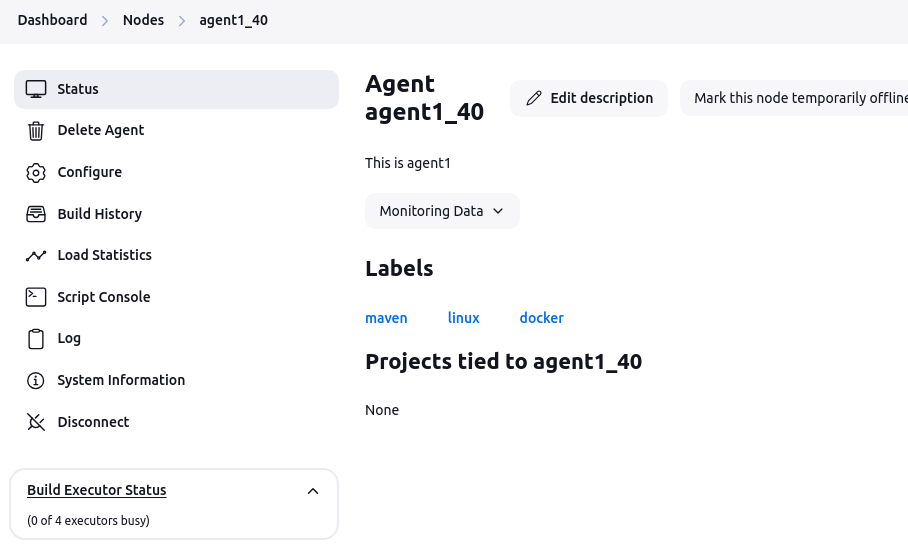 Dashboard > Nodes > agent1_40
Status
Delete Agent
Configure
Build History
Load Statistics
Script Console
Log
System Information
Disconnect
Build Executor Status
(0 of 4 executors busy)
Agent
agent1_40
Edit description
Mark this node temporarily offline
This is agent1
Monitoring Data
Labels
maven linux docker
Projects tied to agent1_40
None